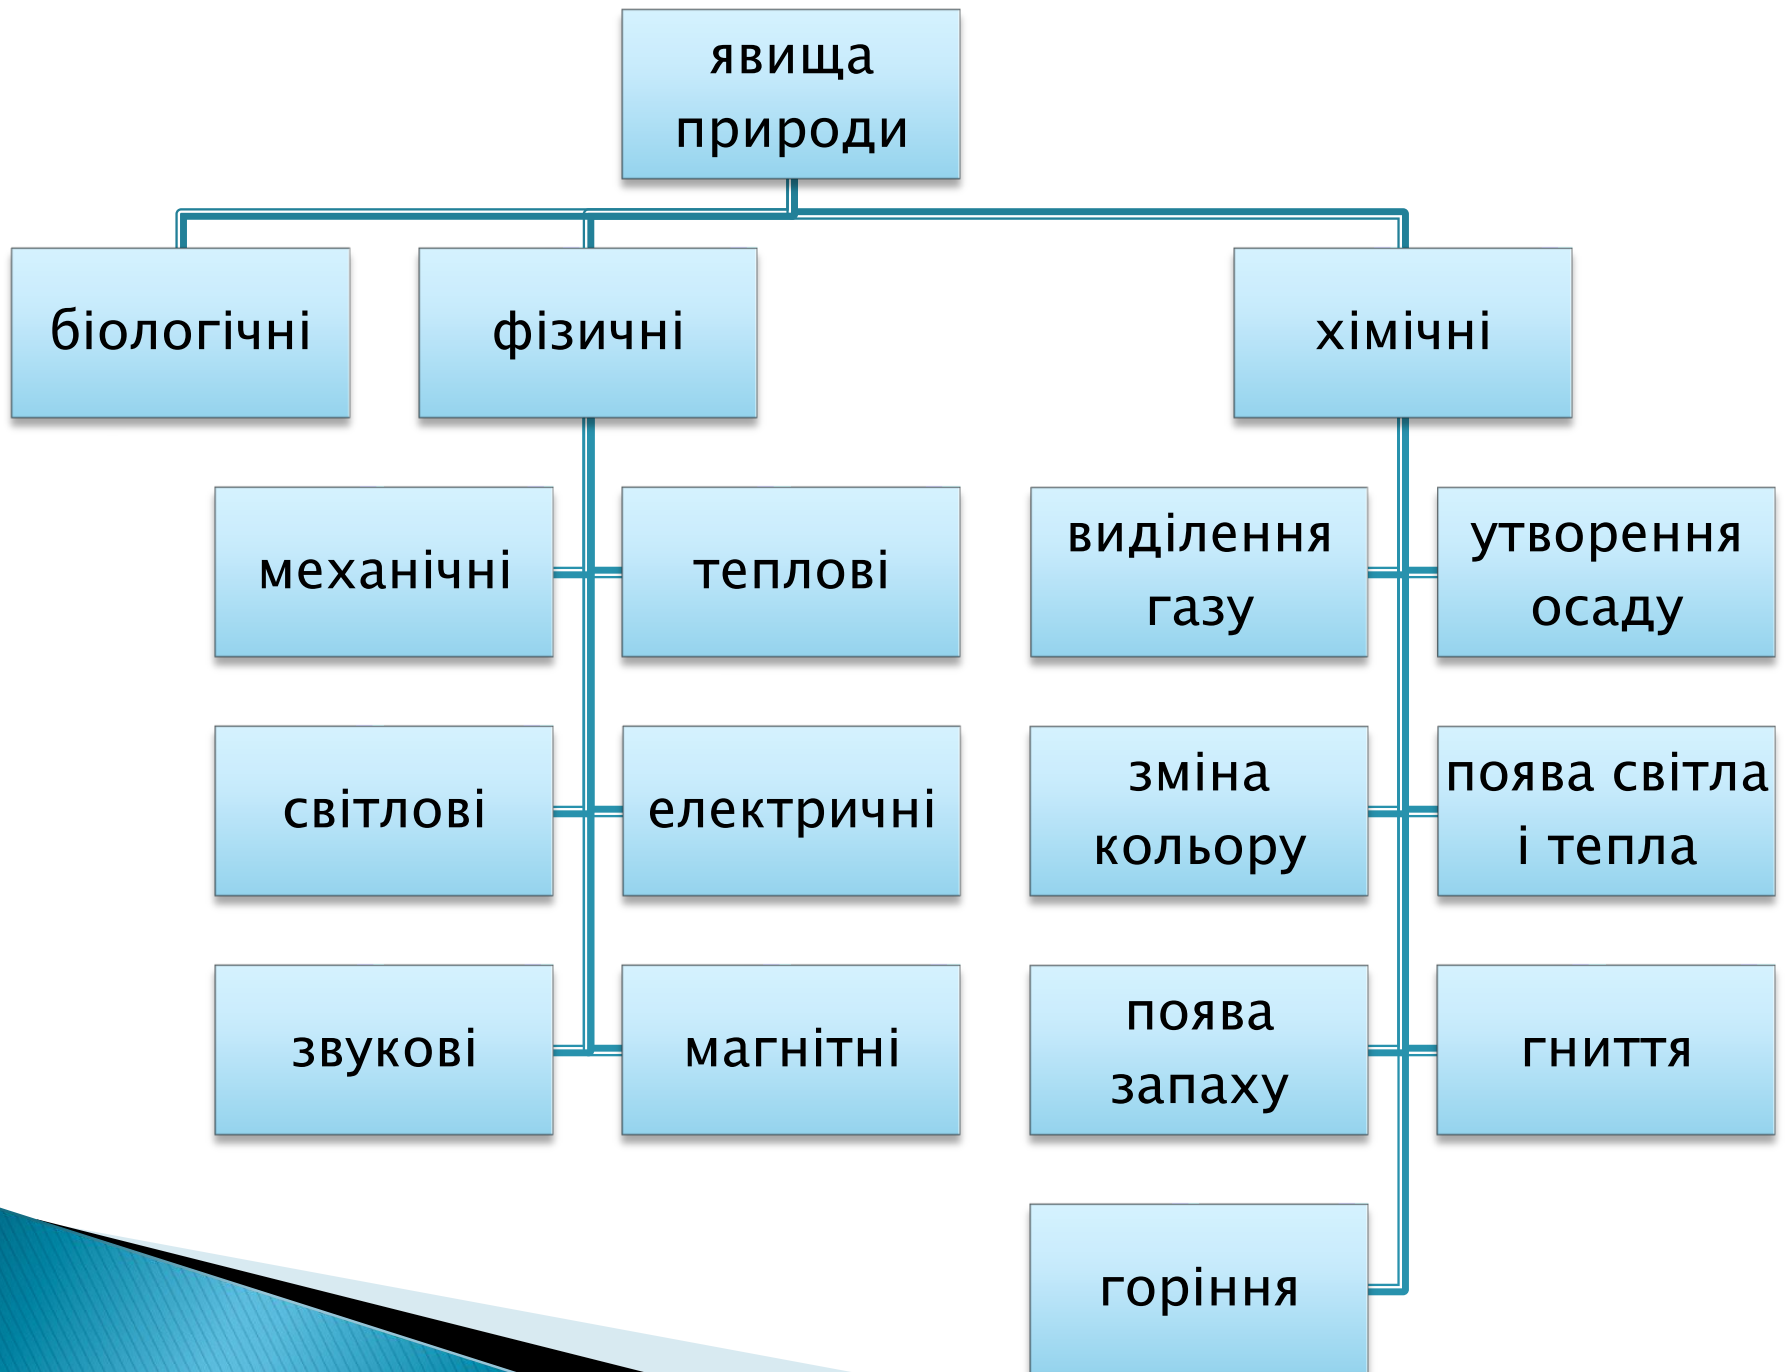 явища
природи
біологічні
фізичні
хімічні
механічні
теплові
виділення
газу
утворення
осаду
світлові
електричні
зміна
кольору
поява світла
і тепла
звукові
магнітні
поява
запаху
гниття
горіння